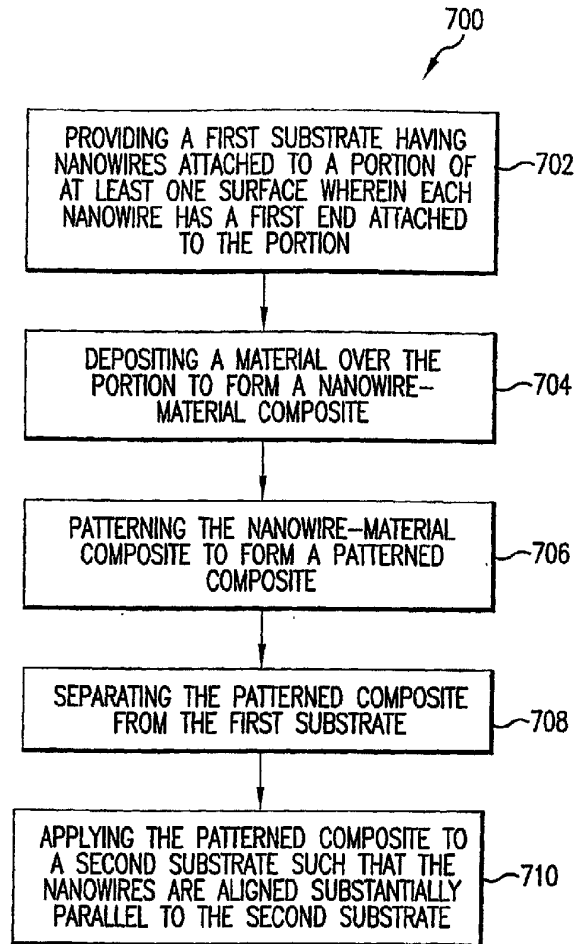 700
PROVIDING A FIRST SUBSTRATE HAVING
NANOWIRES ATTACHED TO A PORTION OF
AT LEAST ONE SURFACE WHEREIN EACH
NANOWIRE HAS A FIRST END ATTACHED
TO THE PORTION
702
DEPOSITING A MATERIAL OVER THE
PORTION TO FORM A NANOWIRE-
MATERIAL COMPOSITE
704
PATTERNING THE NANOWIRE-MATERIAL
COMPOSITE TO FORM A PATTERNED
COMPOSITE
706
SEPARATING THE PATTERNED COMPOSITE
FROM THE FIRST SUBSTRATE
708
APPLYING THE PATTERNED COMPOSITE TO
A SECOND SUBSTRATE SUCH THAT THE
NANOWIRES ARE ALIGNED SUBSTANTIALLY
PARALLEL TO THE SECOND SUBSTRATE
710